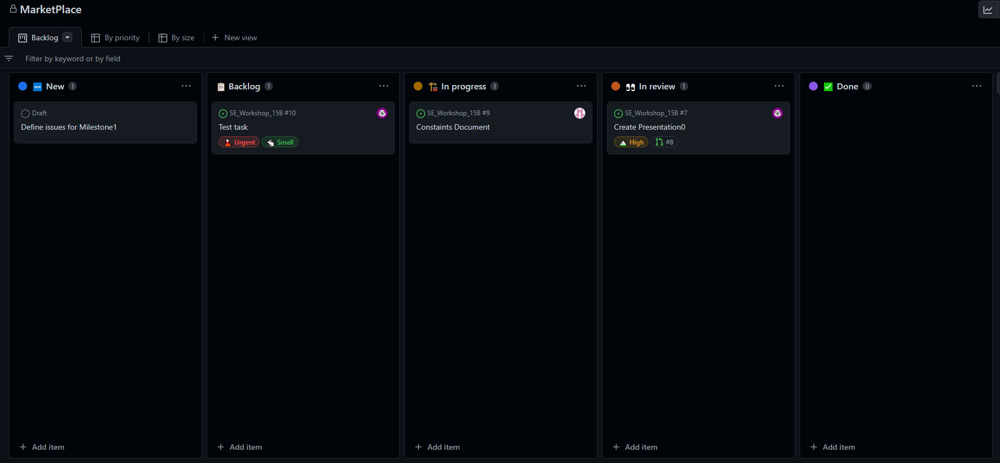 MarketPlace
Backlog
By priority
By size
New view
Filter by keyword or by field
NEW New 1
Draft
Define issues for Milestone1
Add item
Backlog 1
SE_Workshop_15B #10
Test task
Urgent Small
Add item
In progress 1
SE_Workshop_15B #9
Constaints Document
Add item
In review 1
SE_Workshop_15B #7
Create Presentation0
High #8
Add item
Done 0
Add item